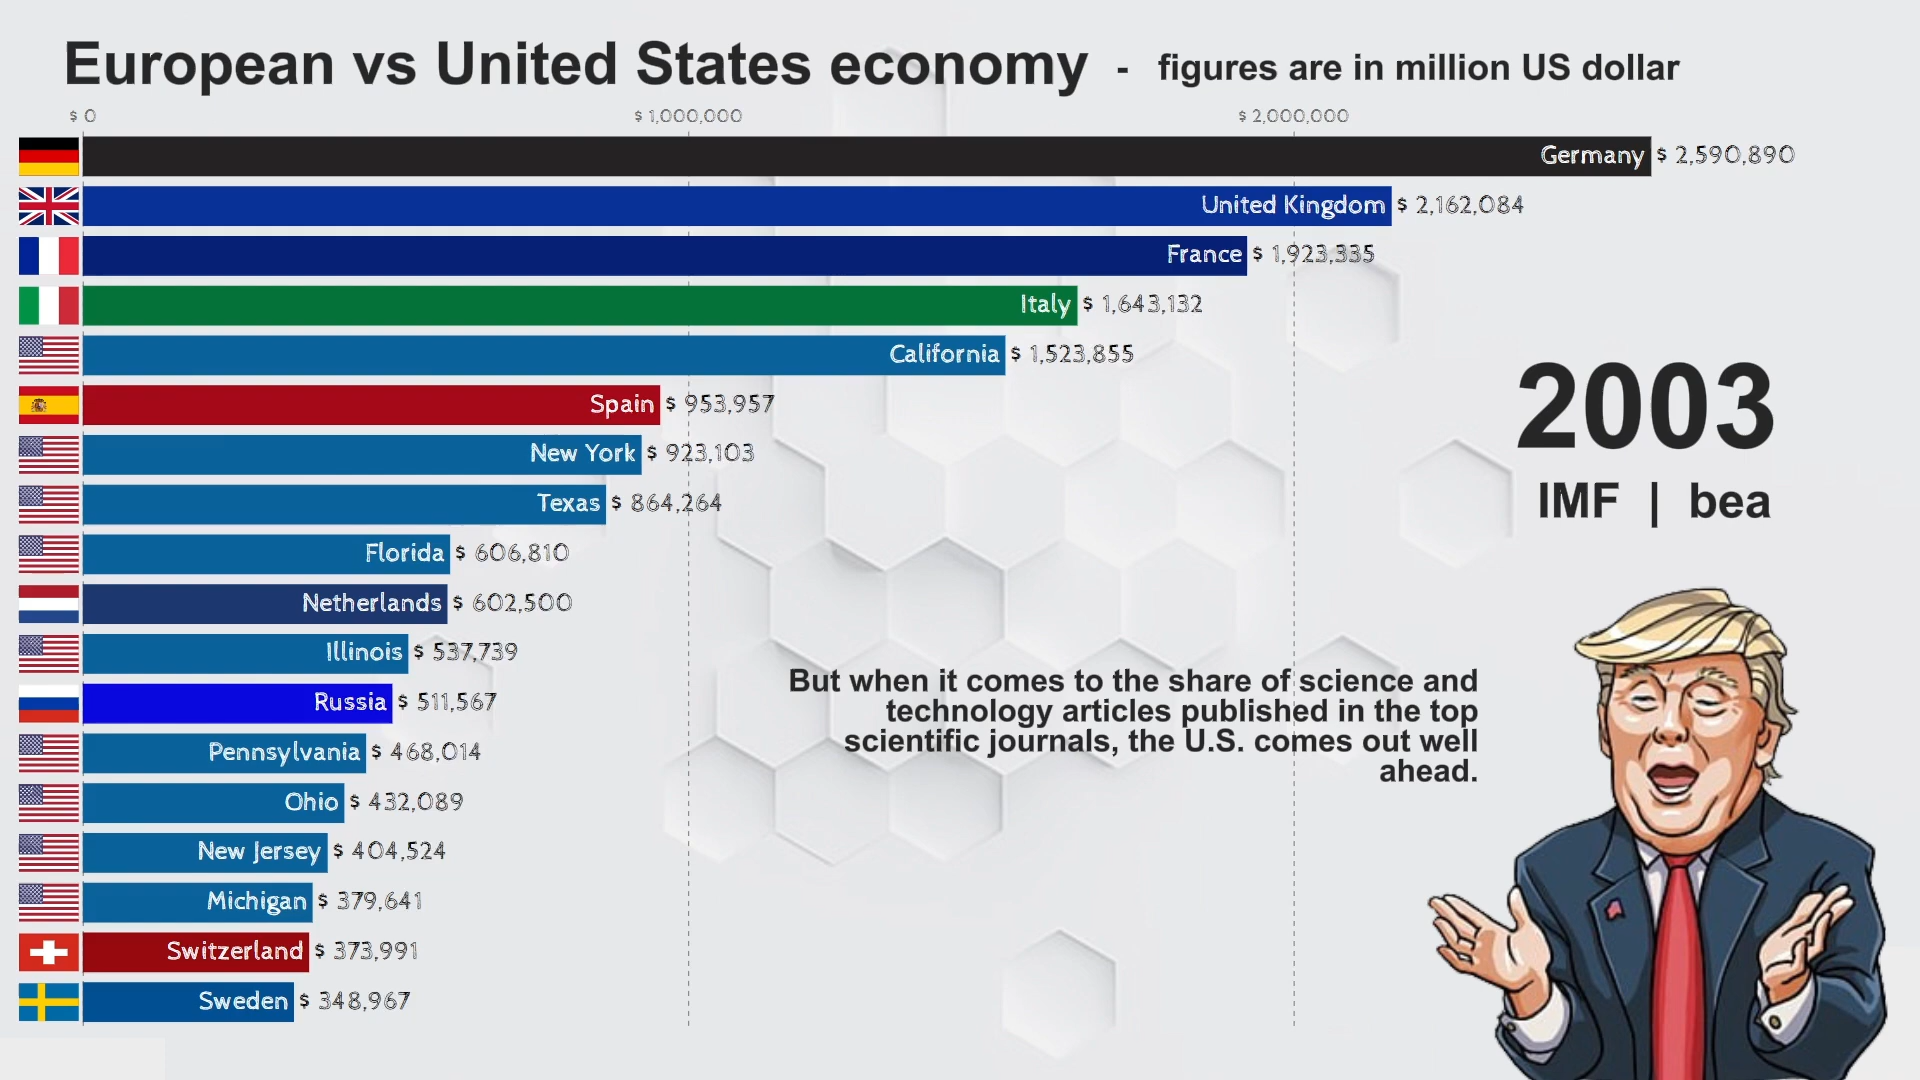 European vs United States economy - figures are in million US dollar
$ 0 $ 1,000,000 $ 2,000,000
Germany $ 2,590,890
United Kingdom $ 2,162,084
France $ 1,923,335
Italy $ 1,643,132
California $ 1,523,855
Spain $ 953,957
New York $ 923,103
Texas $ 864,264
Florida $ 606,810
Netherlands $ 602,500
Illinois $ 537,739
Russia $ 511,567
Pennsylvania $ 468,014
Ohio $ 432,089
New Jersey $ 404,524
Michigan $ 379,641
Switzerland $ 373,991
Sweden $ 348,967
2003
IMF | bea
But when it comes to the share of science and
technology articles published in the top
scientific journals, the U.S. comes out well
ahead.